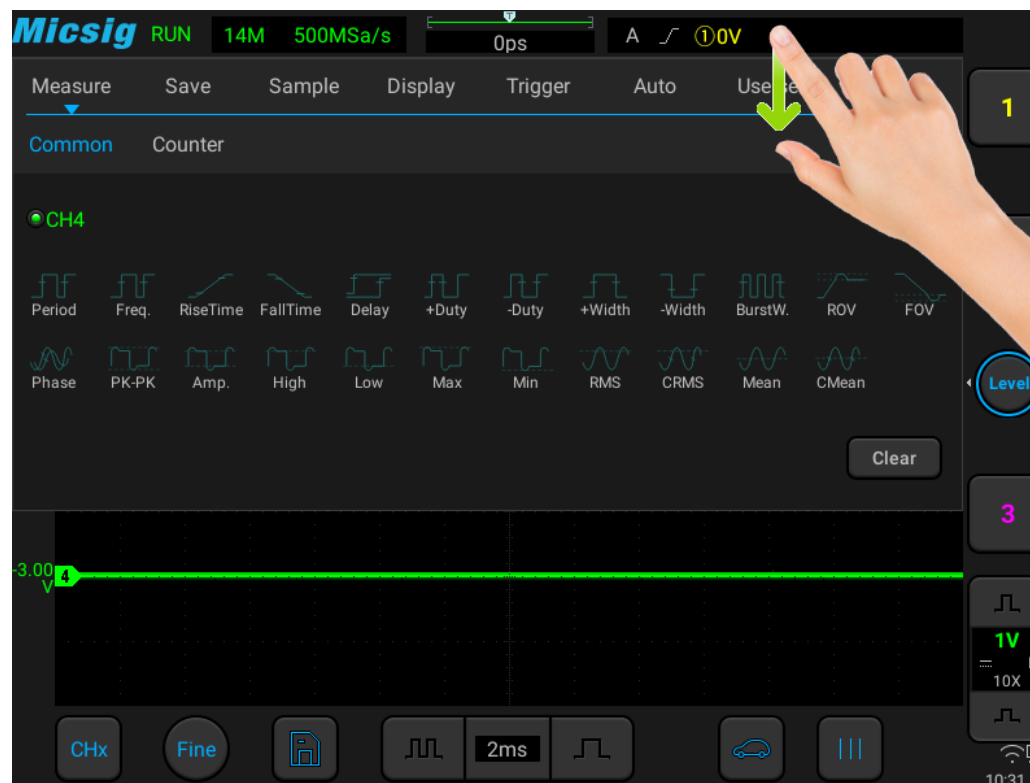 Micsig RUN 14M 500MSa/s T 0ps A ①0V
Measure Save Sample Display Trigger Auto
Common Counter
1
CH4
Period Freq. RiseTime FallTime Delay +Duty -Duty +Width -Width BurstW. ROV FOV
Phase PK-PK Amp. High Low Max Min RMS CRMS Mean CMean
Level
Clear
3
-3.00
V
4
1V
10X
CHx Fine 2ms
10:31